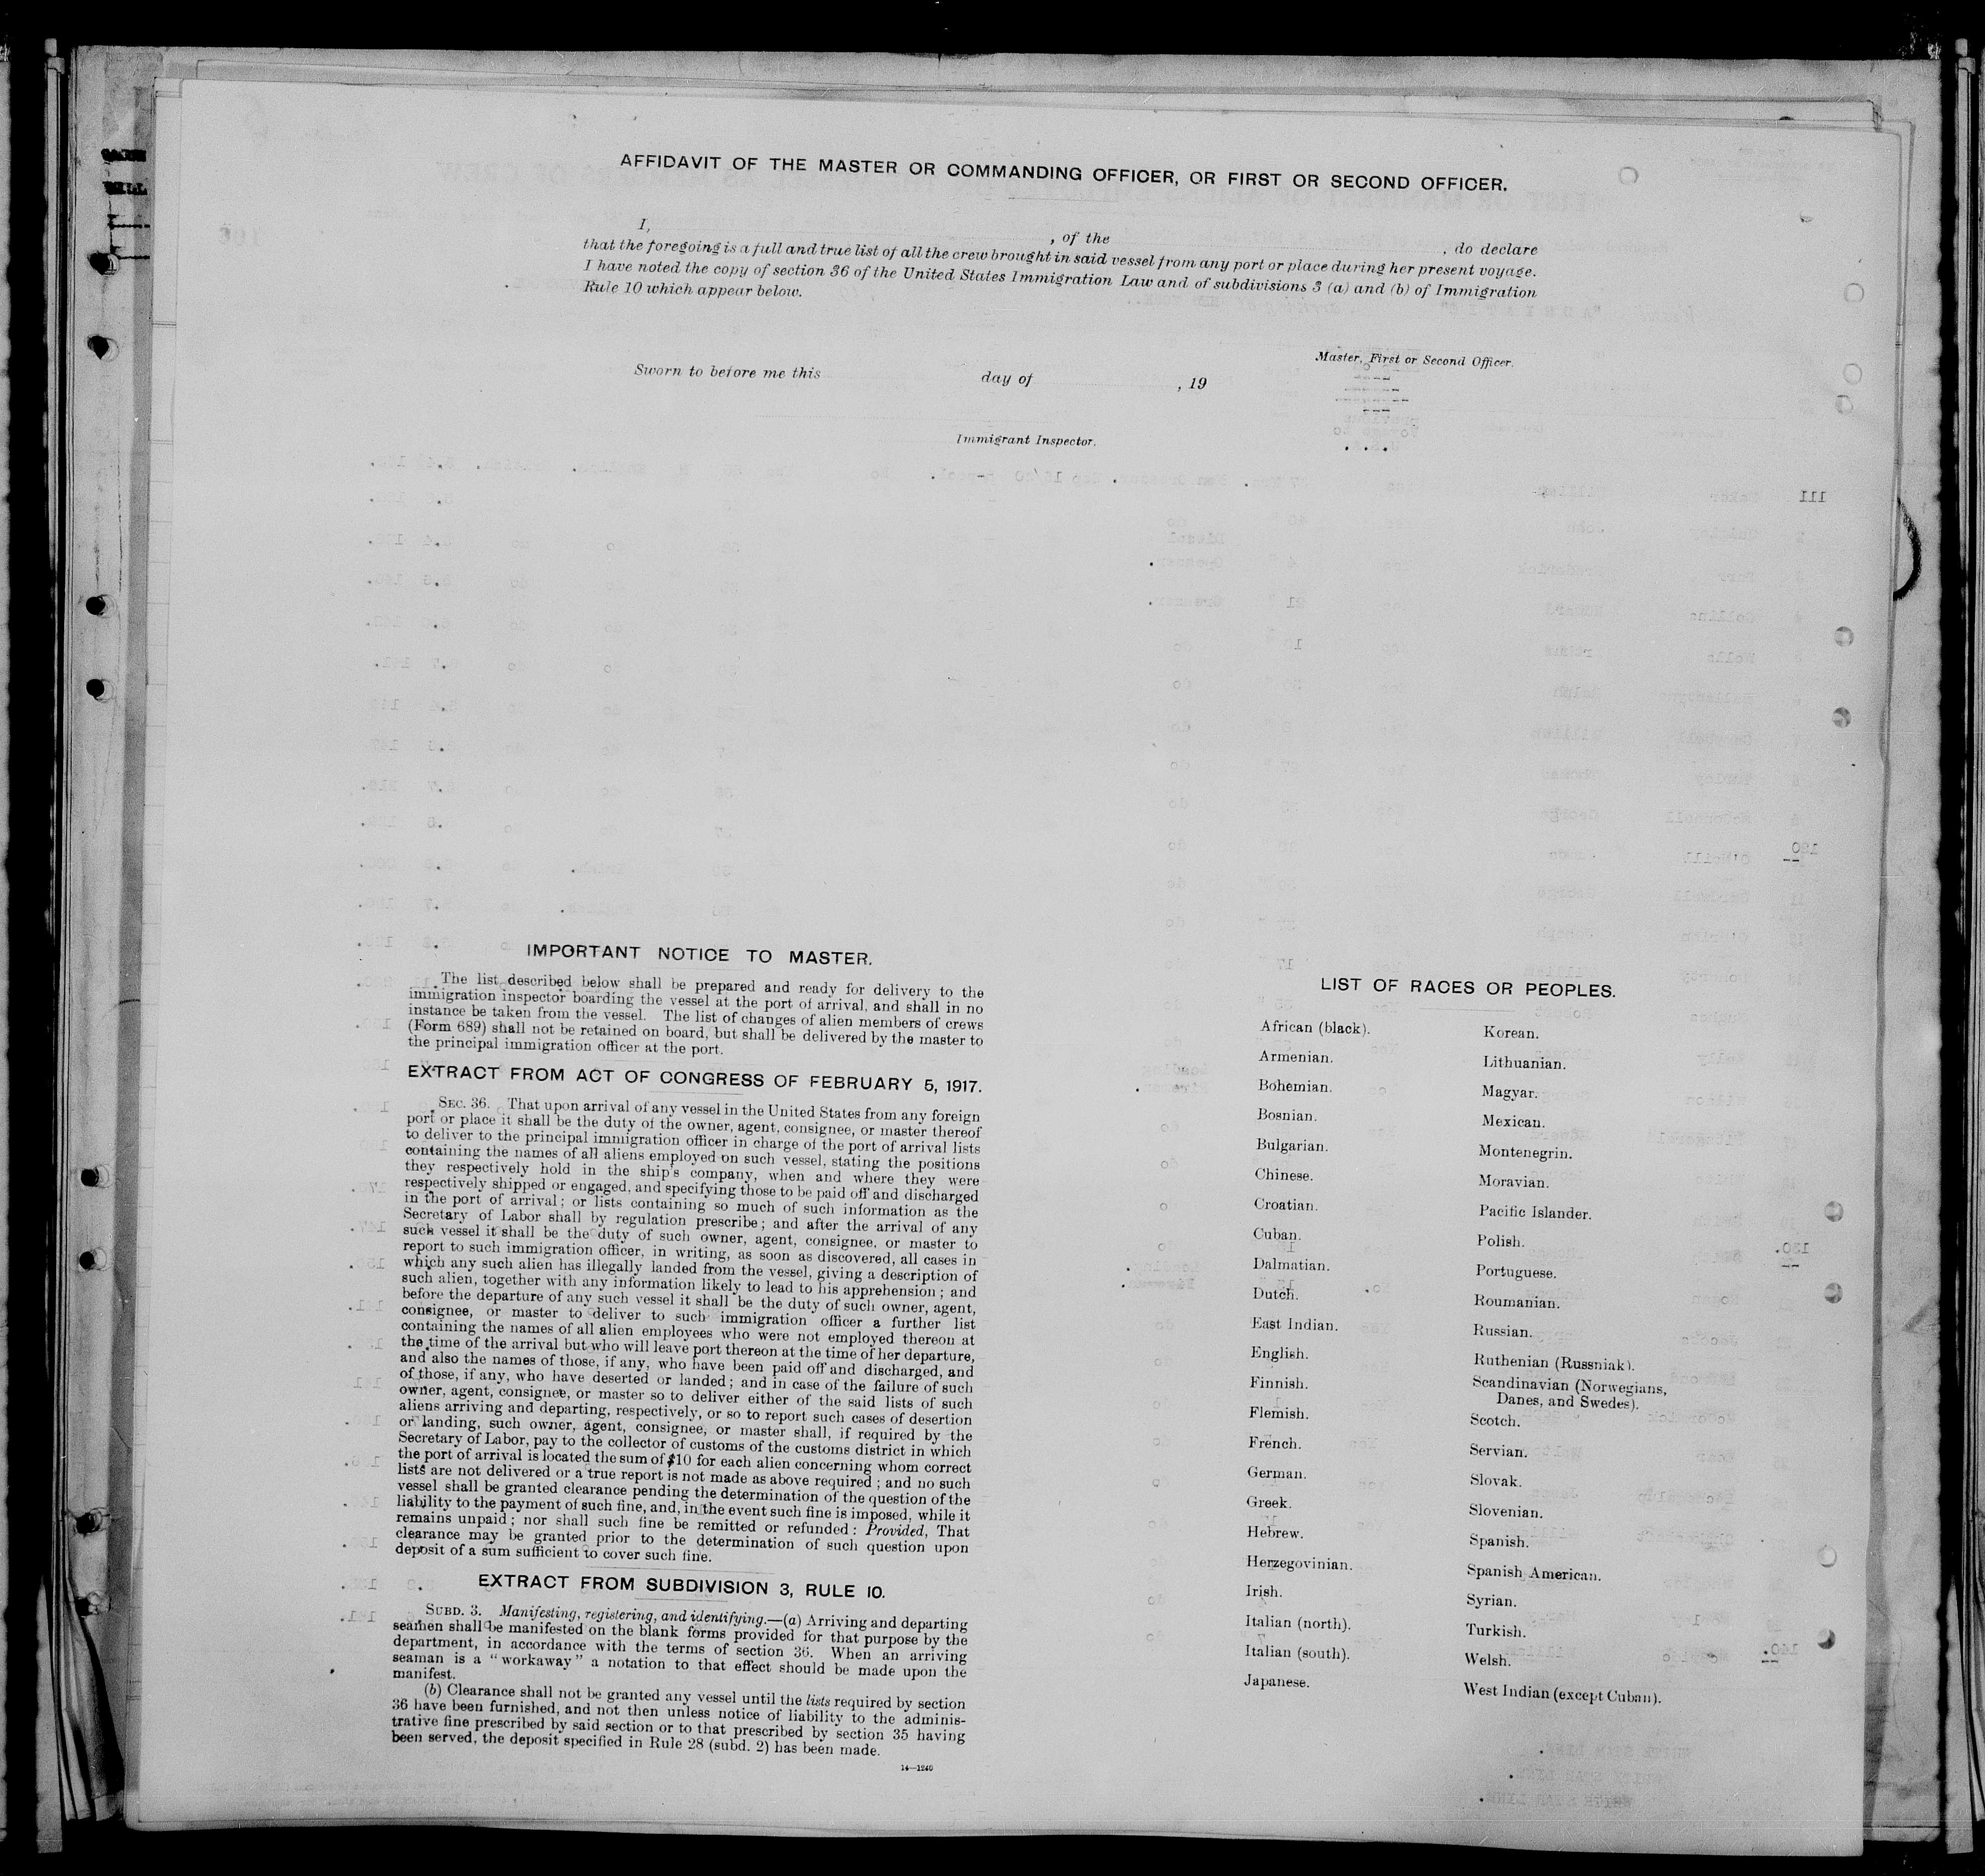 AFFIDAVIT OF THE MASTER OR COMMANDING OFFICER, OR FIRST OR SECOND OFFICER.
I, , of the , do declare
that the foregoing is a full and true list of all the crew brought in said vessel from any port or place during her present voyage.
I have noted the copy of section 36 of the United States Immigration Law and of subdivisions 3 (a) and (b) of Immigration
Rule 10 which appear below.
Master, First or Second Officer.
Sworn to before me this day of , 19
Immigrant Inspector.
IMPORTANT NOTICE TO MASTER.
The list described below shall be prepared and ready for delivery to the
immigration inspector boarding the vessel at the port of arrival, and shall in no
instance be taken from the vessel. The list of changes of alien members of crews
(Form 689) shall not be retained on board, but shall be delivered by the master to
the principal immigration officer at the port.
EXTRACT FROM ACT OF CONGRESS OF FEBRUARY 5, 1917.
SEC. 36. That upon arrival of any vessel in the United States from any foreign
port or place it shall be the duty of the owner, agent, consignee, or master thereof
to deliver to the principal immigration officer in charge of the port of arrival lists
containing the names of all aliens employed on such vessel, stating the positions
they respectively hold in the ship's company, when and where they were
respectively shipped or engaged, and specifying those to be paid off and discharged
in the port of arrival; or lists containing so much of such information as the
Secretary of Labor shall by regulation prescribe; and after the arrival of any
such vessel it shall be the duty of such owner, agent, consignee, or master to
report to such immigration officer, in writing, as soon as discovered, all cases in
which any such alien has illegally landed from the vessel, giving a description of
such alien, together with any information likely to lead to his apprehension; and
before the departure of any such vessel it shall be the duty of such owner, agent,
consignee, or master to deliver to such immigration officer a further list
containing the names of all alien employees who were not employed thereon at
the time of the arrival but who will leave port thereon at the time of her departure,
and also the names of those, if any, who have been paid off and discharged, and
of those, if any, who have deserted or landed; and in case of the failure of such
owner, agent, consignee, or master so to deliver either of the said lists of such
aliens arriving and departing, respectively, or so to report such cases of desertion
or landing, such owner, agent, consignee, or master shall, if required by the
Secretary of Labor, pay to the collector of customs of the customs district in which
the port of arrival is located the sum of $10 for each alien concerning whom correct
lists are not delivered or a true report is not made as above required; and no such
vessel shall be granted clearance pending the determination of the question of the
liability to the payment of such fine, and, in the event such fine is imposed, while it
remains unpaid; nor shall such fine be remitted or refunded: Provided, That
clearance may be granted prior to the determination of such question upon
deposit of a sum sufficient to cover such fine.
EXTRACT FROM SUBDIVISION 3, RULE 10.
SUBD. 3. Manifesting, registering, and identifying.—(a) Arriving and departing
seamen shall be manifested on the blank forms provided for that purpose by the
department, in accordance with the terms of section 36. When an arriving
seaman is a "workaway" a notation to that effect should be made upon the
manifest.
(b) Clearance shall not be granted any vessel until the lists required by section
36 have been furnished, and not then unless notice of liability to the adminis-
trative fine prescribed by said section or to that prescribed by section 35 having
been served, the deposit specified in Rule 28 (subd. 2) has been made.
14—1240
LIST OF RACES OR PEOPLES.
African (black).
Armenian.
Bohemian.
Bosnian.
Bulgarian.
Chinese.
Croatian.
Cuban.
Dalmatian.
Dutch.
East Indian.
English.
Finnish.
Flemish.
French.
German.
Greek.
Hebrew.
Herzegovinian.
Irish.
Italian (north).
Italian (south).
Japanese.
Korean.
Lithuanian.
Magyar.
Mexican.
Montenegrin.
Moravian.
Pacific Islander.
Polish.
Portuguese.
Roumanian.
Russian.
Ruthenian (Russniak).
Scandinavian (Norwegians,
Danes, and Swedes).
Scotch.
Servian.
Slovak.
Slovenian.
Spanish.
Spanish American.
Syrian.
Turkish.
Welsh.
West Indian (except Cuban).